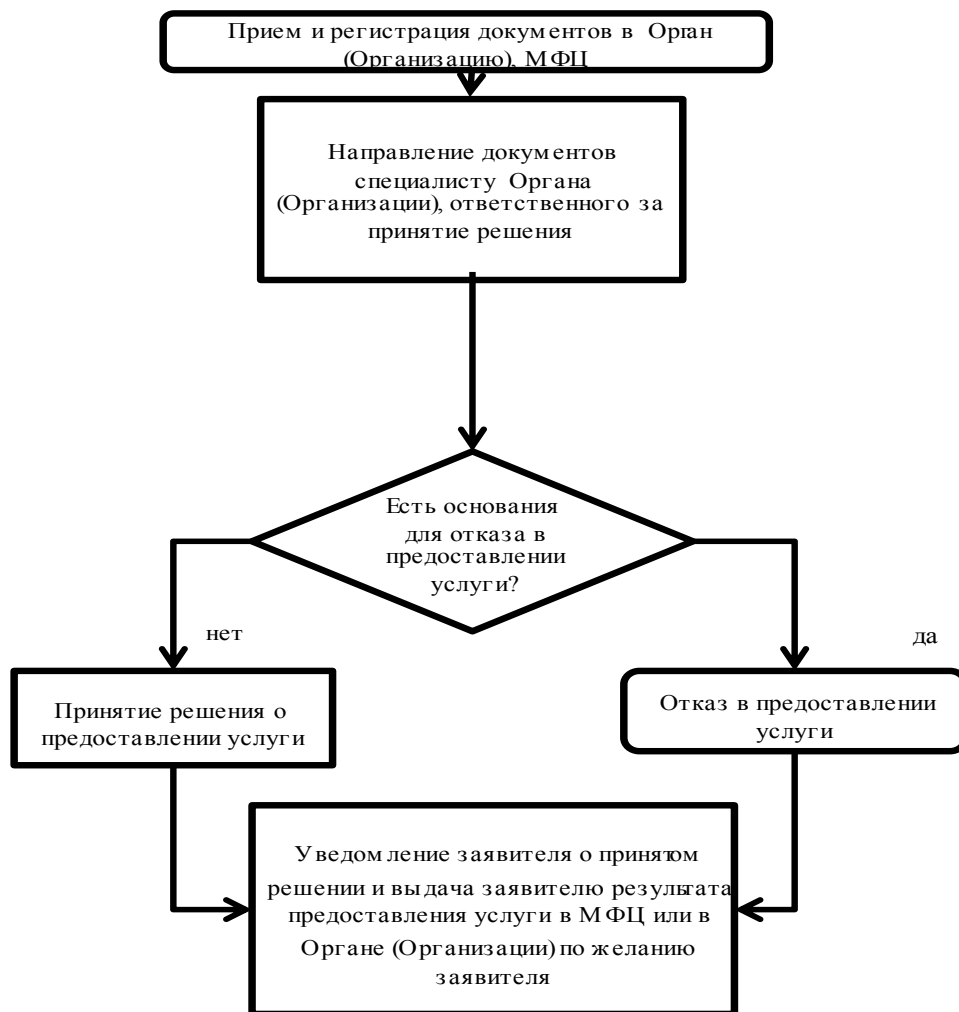 Прием и регистрация документов в Орган
(Организацию), МФЦ
Направление документов
специалисту Органа
(Организации), ответственного за
принятие решения
Есть основания
для отказа в
предоставлении
услуги?
нет
да
Принятие решения о
предоставлении услуги
Отказ в предоставлении
услуги
Уведомление заявителя о принятом
решении и выдача заявителю результата
предоставления услуги в МФЦ или в
Органе (Организации) по желанию
заявителя